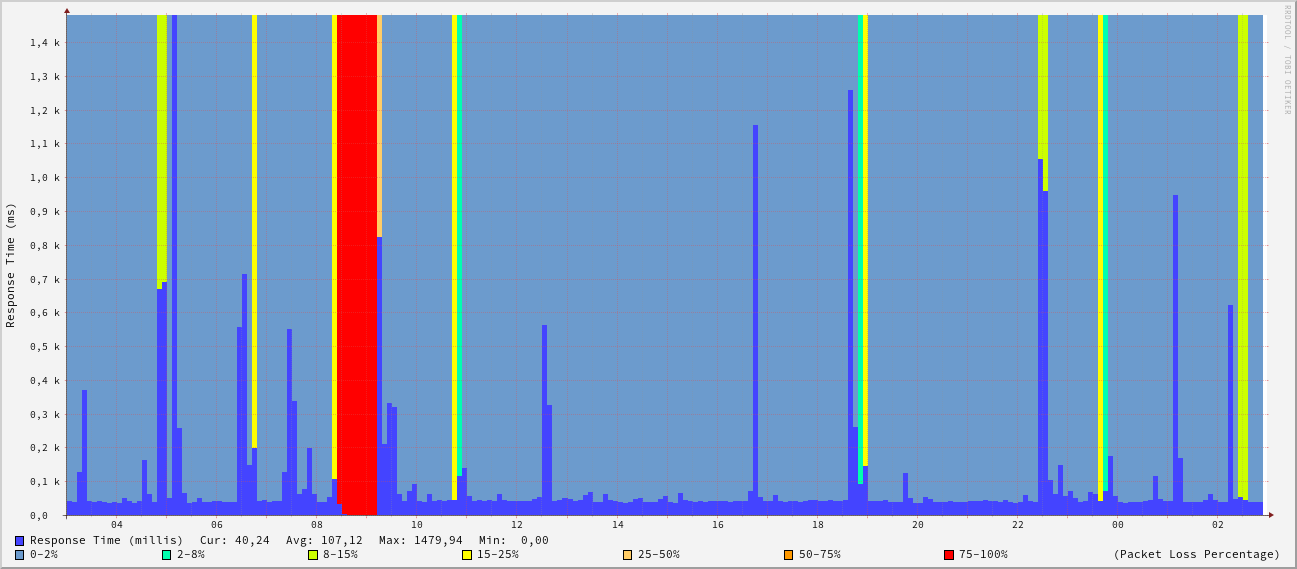 RRDTOOL / TOBI OETIKER
Response Time (ms)
1,4 k
1,3 k
1,2 k
1,1 k
1,0 k
0,9 k
0,8 k
0,7 k
0,6 k
0,5 k
0,4 k
0,3 k
0,2 k
0,1 k
0,0
04 06 08 10 12 14 16 18 20 22 00 02
Response Time (millis) Cur: 40,24 Avg: 107,12 Max: 1479,94 Min: 0,00
0-2% 2-8% 8-15% 15-25% 25-50% 50-75% 75-100% (Packet Loss Percentage)